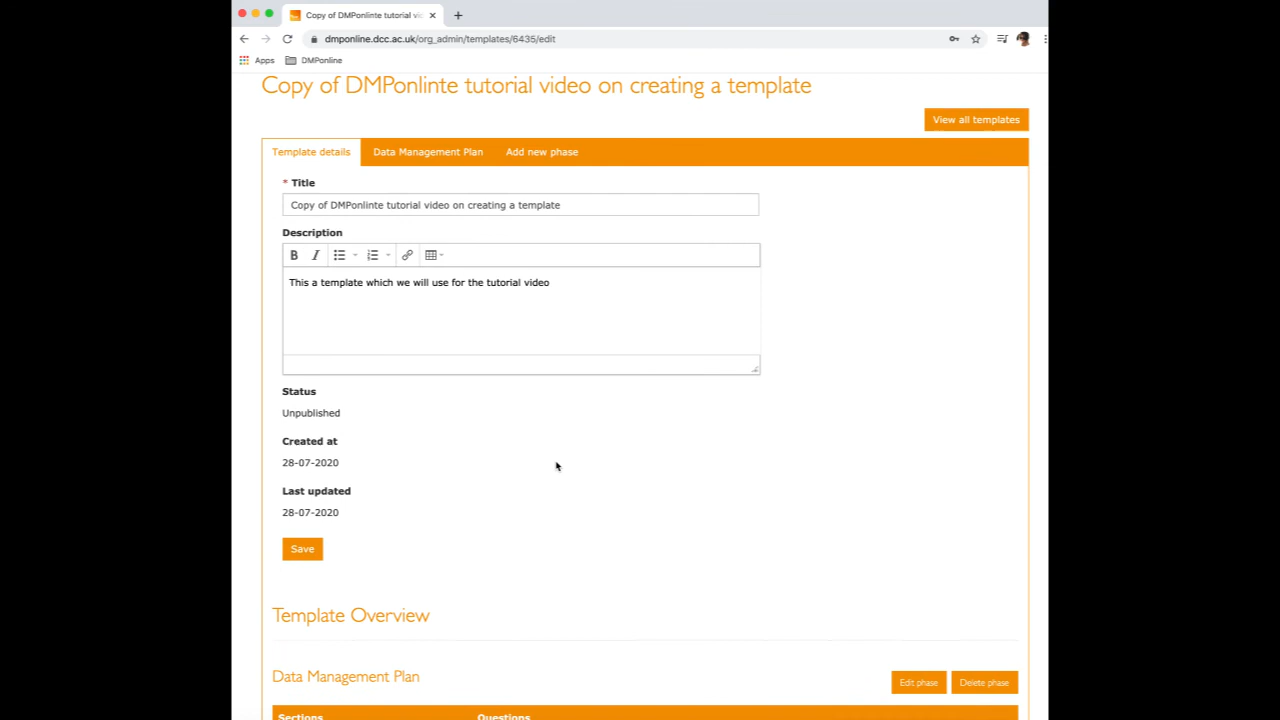 Copy of DMPonlinte tutorial vi
dmponline.dcc.ac.uk/org_admin/templates/6435/edit
Apps DMPonline
Copy of DMPonlinte tutorial video on creating a template
View all templates
Template details Data Management Plan Add new phase
* Title
Copy of DMPonlinte tutorial video on creating a template
Description
B I
This a template which we will use for the tutorial video
Status
Unpublished
Created at
28-07-2020
Last updated
28-07-2020
Save
Template Overview
Data Management Plan Edit phase Delete phase
Sections Questions